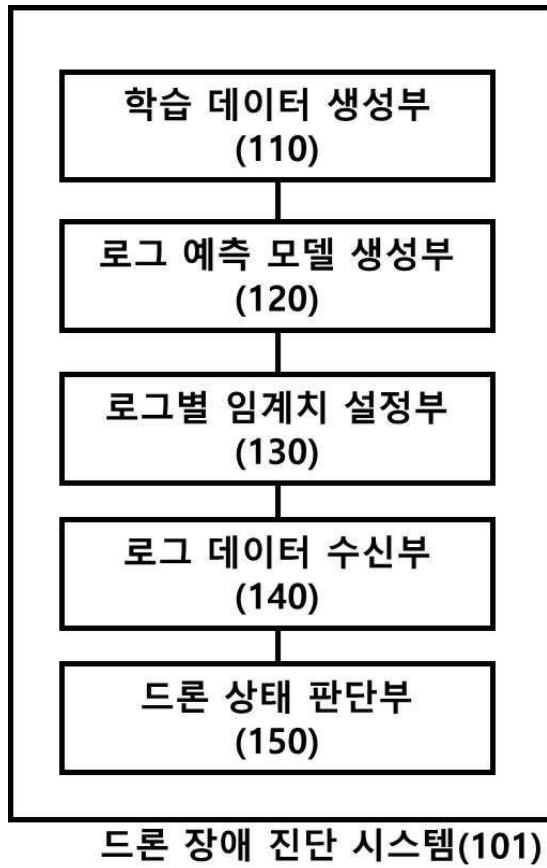 학습 데이터 생성부
(110)
로그 예측 모델 생성부
(120)
로그별 임계치 설정부
(130)
로그 데이터 수신부
(140)
드론 상태 판단부
(150)
드론 장애 진단 시스템(101)